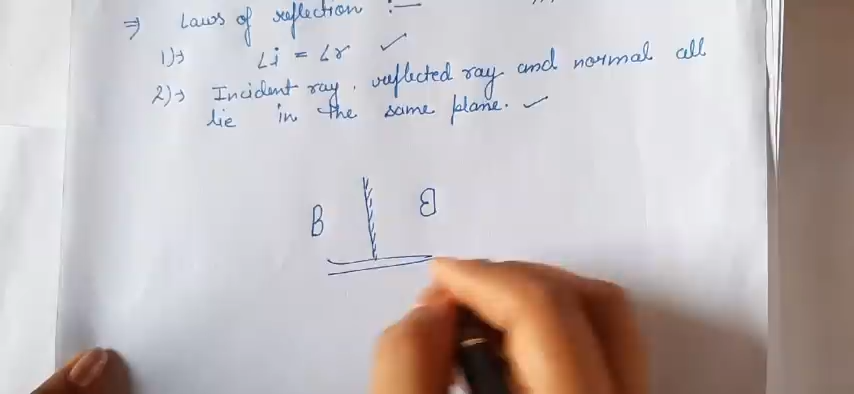 ⇒ Laws of reflection :—
1)→ ∠i = ∠r ✓
2)→ Incident ray, reflected ray and normal all
lie in the same plane. ✓
B ᗺ